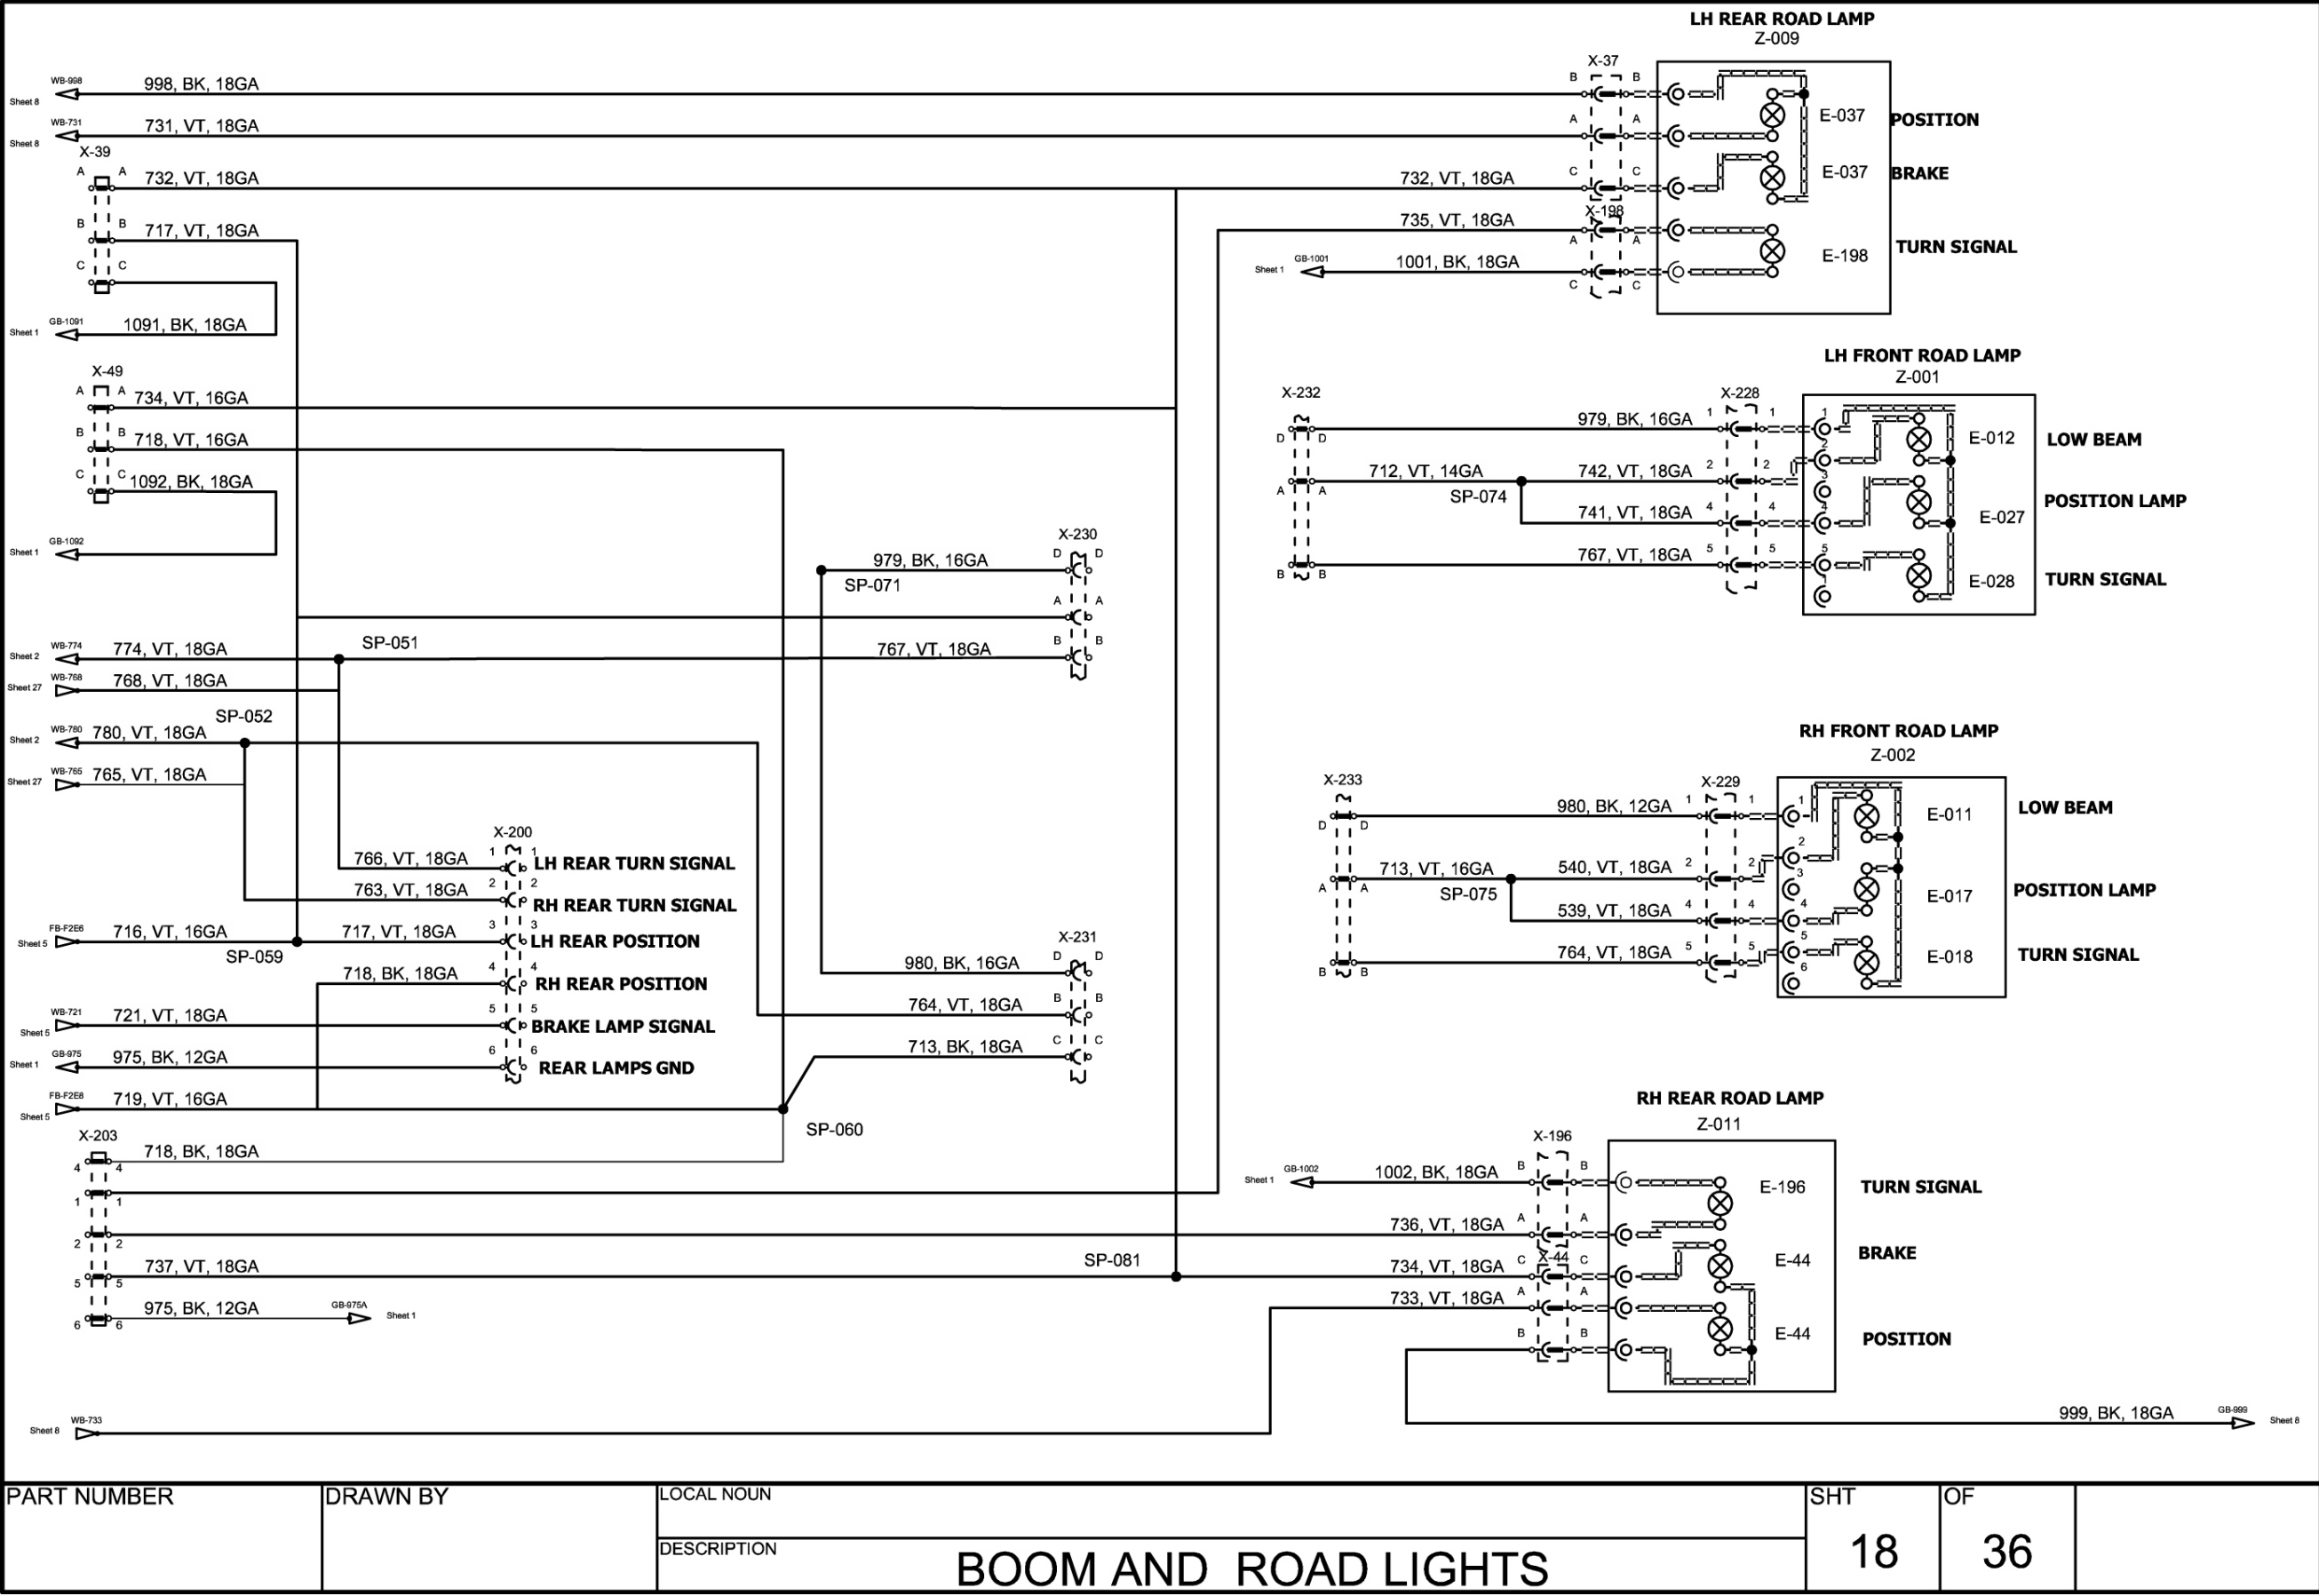 LH REAR ROAD LAMP
Z-009
X-37
WB-998
998, BK, 18GA
Sheet 8
B B
WB-731
731, VT, 18GA
Sheet 8
A A
E-037 POSITION
X-39
A A
732, VT, 18GA
732, VT, 18GA
C C
E-037 BRAKE
B B
717, VT, 18GA
735, VT, 18GA
X-198
A A
E-198 TURN SIGNAL
C C
Sheet 1
GB-1001
1001, BK, 18GA
C C
Sheet 1
GB-1091
1091, BK, 18GA
LH FRONT ROAD LAMP
Z-001
X-49
A A
734, VT, 16GA
X-232
X-228
979, BK, 16GA
1 1 1
D D
E-012 LOW BEAM
B B
718, VT, 16GA
2
C C
1092, BK, 18GA
712, VT, 14GA
742, VT, 18GA
2 2
3
A A
SP-074
POSITION LAMP
741, VT, 18GA
4 4 4
E-027
Sheet 1
GB-1092
X-230
979, BK, 16GA
D D
SP-071
767, VT, 18GA
5 5 5
B B
E-028 TURN SIGNAL
A A
Sheet 2
WB-774
774, VT, 18GA
SP-051
767, VT, 18GA
B B
Sheet 27
WB-768
768, VT, 18GA
SP-052
Sheet 2
WB-780
780, VT, 18GA
RH FRONT ROAD LAMP
Z-002
Sheet 27
WB-765
765, VT, 18GA
X-233
X-229
980, BK, 12GA
1 1 1
D D
E-011 LOW BEAM
X-200
766, VT, 18GA
1 1
LH REAR TURN SIGNAL
2
713, VT, 16GA
540, VT, 18GA
2 2
3
763, VT, 18GA
2 2
RH REAR TURN SIGNAL
A A
SP-075
E-017 POSITION LAMP
539, VT, 18GA
4 4 4
Sheet 5
FB-F2E6
716, VT, 16GA
SP-059
717, VT, 18GA
3 3
LH REAR POSITION
X-231
764, VT, 18GA
5 5 5
E-018 TURN SIGNAL
B B
6
718, BK, 18GA
4 4
RH REAR POSITION
980, BK, 16GA
D D
764, VT, 18GA
B B
Sheet 5
WB-721
721, VT, 18GA
5 5
BRAKE LAMP SIGNAL
713, BK, 18GA
C C
Sheet 1
GB-975
975, BK, 12GA
6 6
REAR LAMPS GND
Sheet 5
FB-F2E8
719, VT, 16GA
SP-060
RH REAR ROAD LAMP
Z-011
X-203
718, BK, 18GA
4 4
X-196
Sheet 1
GB-1002
1002, BK, 18GA
B B
E-196 TURN SIGNAL
1 1
736, VT, 18GA
A A
2 2
737, VT, 18GA
5 5
SP-081
734, VT, 18GA
C X-44 C
E-44 BRAKE
975, BK, 12GA
6 6
GB-975A
Sheet 1
733, VT, 18GA
A A
B B
E-44 POSITION
Sheet 8
WB-733
999, BK, 18GA
GB-999
Sheet 8
PART NUMBER
DRAWN BY
LOCAL NOUN
DESCRIPTION
BOOM AND ROAD LIGHTS
SHT
18
OF
36